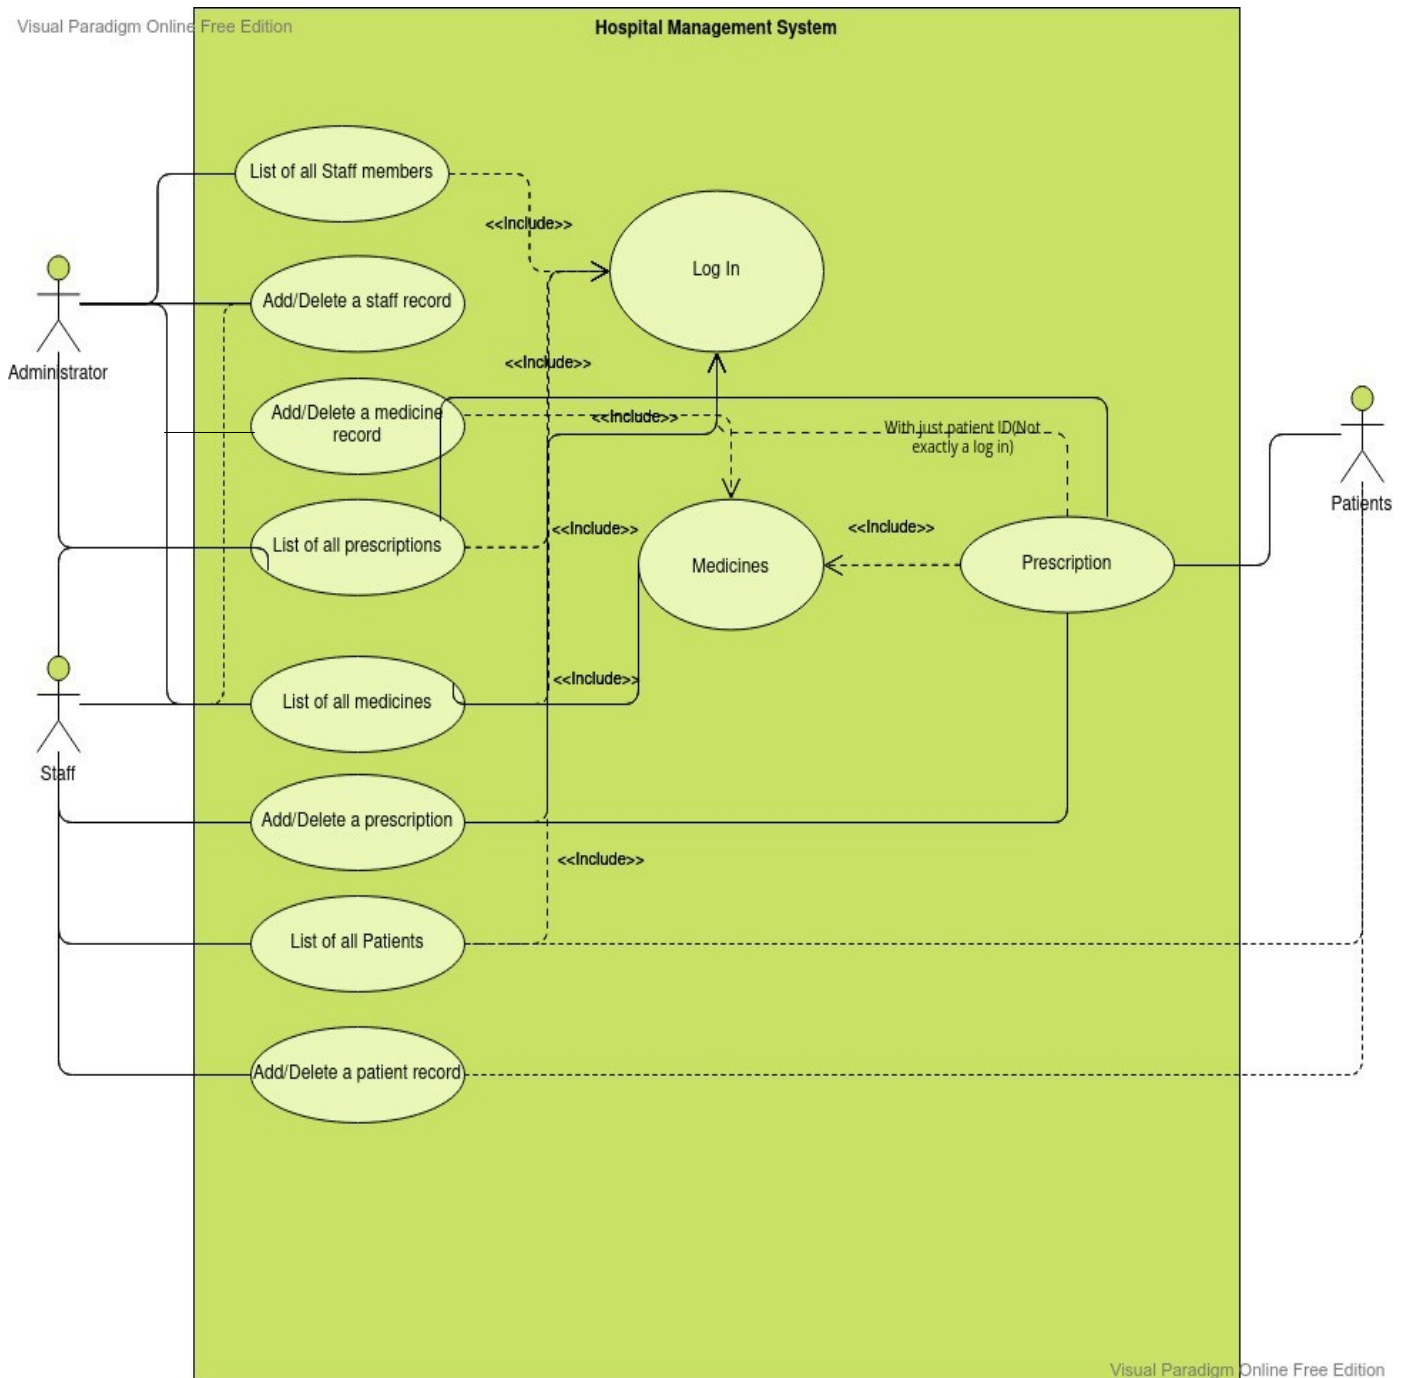 Visual Paradigm Online Free Edition
Hospital Management System
List of all Staff members
<<Include>>
Log In
Add/Delete a staff record
Administrator
<<Include>>
Add/Delete a medicine
record
<<Include>>
With just patient ID(Not
exactly a log in)
Patients
List of all prescriptions
<<Include>>
Medicines
<<Include>>
Prescription
Staff
List of all medicines
<<Include>>
Add/Delete a prescription
<<Include>>
List of all Patients
Add/Delete a patient record
Visual Paradigm Online Free Edition